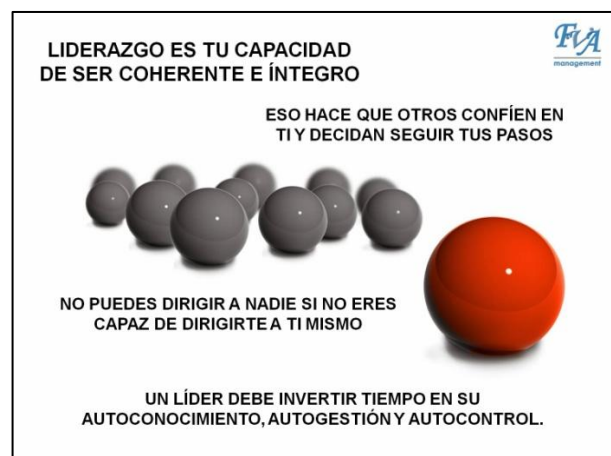 LIDERAZGO ES TU CAPACIDAD
DE SER COHERENTE E ÍNTEGRO
FVA
management
ESO HACE QUE OTROS CONFÍEN EN
TI Y DECIDAN SEGUIR TUS PASOS
NO PUEDES DIRIGIR A NADIE SI NO ERES
CAPAZ DE DIRIGIRTE A TI MISMO
UN LÍDER DEBE INVERTIR TIEMPO EN SU
AUTOCONOCIMIENTO, AUTOGESTIÓN Y AUTOCONTROL.